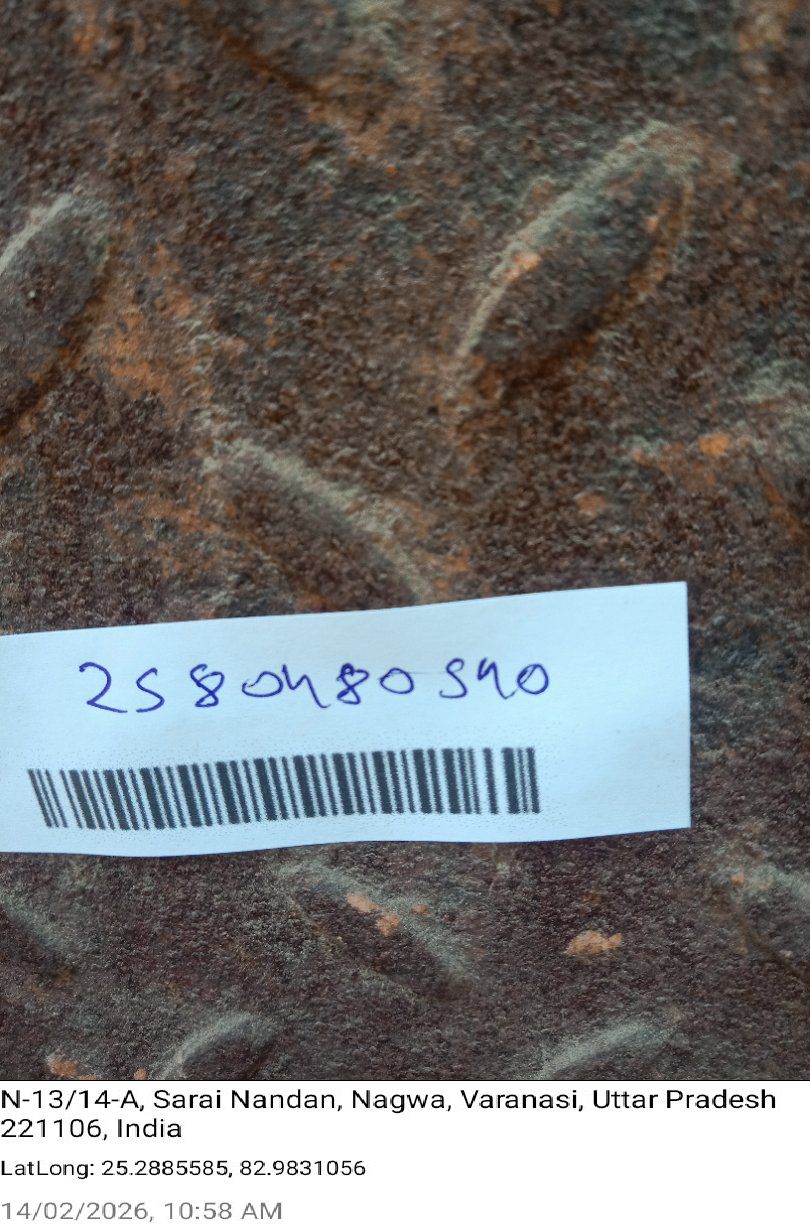 2580480540
N-13/14-A, Sarai Nandan, Nagwa, Varanasi, Uttar Pradesh
221106, India
LatLong: 25.2885585, 82.9831056
14/02/2026, 10:58 AM